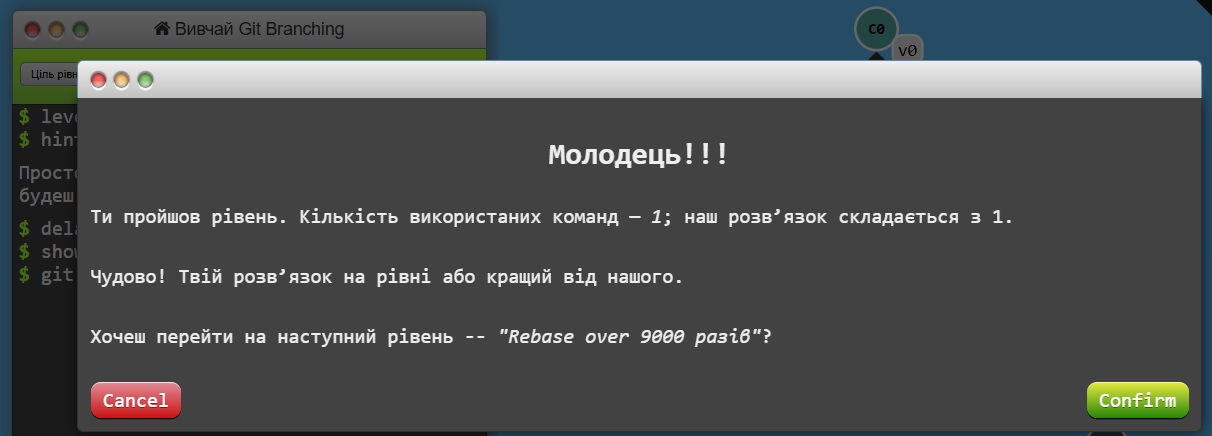 Вивчай Git Branching
C0
v0
Ціль рівн
$ leve
$ hint
Просто
будеш
$ dela
$ show
$ git
Молодець!!!
Ти пройшов рівень. Кількість використаних команд — 1; наш розв’язок складається з 1.
Чудово! Твій розв’язок на рівні або кращий від нашого.
Хочеш перейти на наступний рівень -- "Rebase over 9000 разів"?
Cancel
Confirm